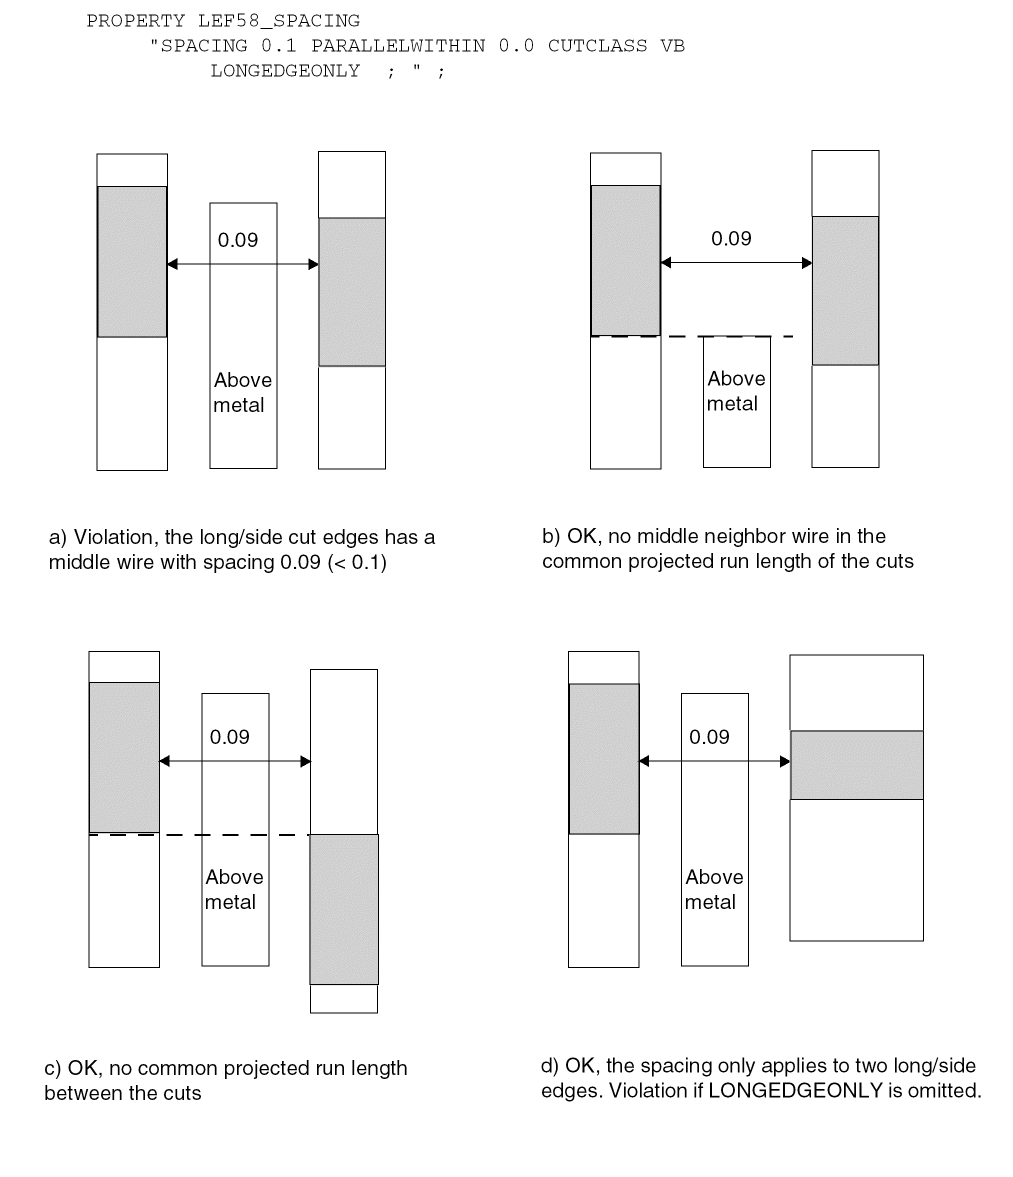 PROPERTY LEF58_SPACING
"SPACING 0.1 PARALLELWITHIN 0.0 CUTCLASS VB
LONGEDGEONLY ; " ;
0.09
Above
metal
0.09
Above
metal
a) Violation, the long/side cut edges has a
middle wire with spacing 0.09 (< 0.1)
b) OK, no middle neighbor wire in the
common projected run length of the cuts
0.09
Above
metal
0.09
Above
metal
c) OK, no common projected run length
between the cuts
d) OK, the spacing only applies to two long/side
edges. Violation if LONGEDGEONLY is omitted.